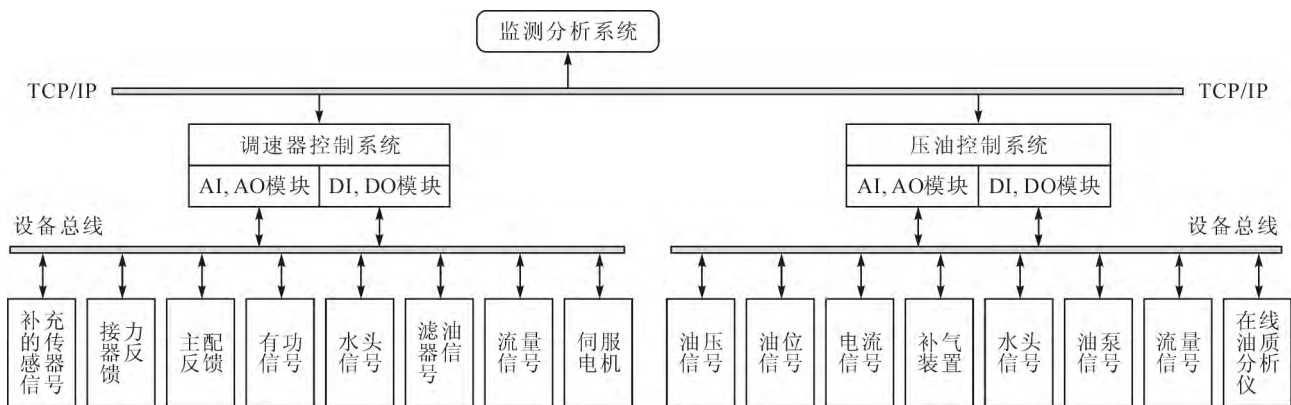 监测分析系统
TCP/IP
TCP/IP
调速器控制系统
压油控制系统
AI, AO模块
DI, DO模块
AI, AO模块
DI, DO模块
设备总线
设备总线
补充
的传
感器
信号
接力
器反
馈
主配
反馈
有功
信号
水头
信号
滤油
器信
号
流量
信号
伺服
电机
油压
信号
油位
信号
电流
信号
补气
装置
水头
信号
油泵
信号
流量
信号
在线
油质
分析
仪